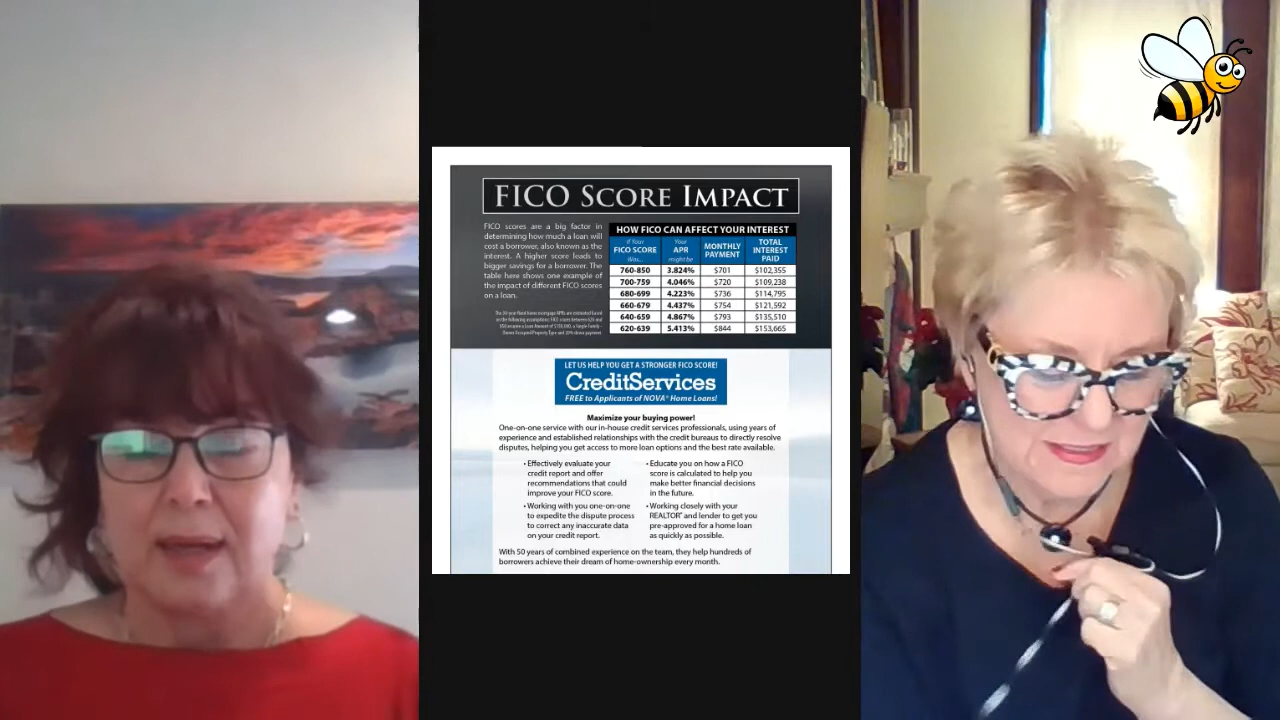 FICO SCORE IMPACT
FICO scores are a big factor in
determining how much a loan will
cost a borrower, also known as the
interest. A higher score leads to
bigger savings for a borrower. The
table here shows one example of
the impact of different FICO scores
on a loan.
HOW FICO CAN AFFECT YOUR INTEREST
If Your FICO SCORE Was... Your APR might be MONTHLY PAYMENT TOTAL INTEREST PAID
760-850 3.824% $701 $102,355
700-759 4.046% $720 $109,238
680-699 4.223% $736 $114,795
660-679 4.437% $754 $121,592
640-659 4.867% $793 $135,510
620-639 5.413% $844 $153,665
LET US HELP YOU GET A STRONGER FICO SCORE!
CreditServices
FREE to Applicants of NOVA® Home Loans!
Maximize your buying power!
One-on-one service with our in-house credit services professionals, using years of
experience and established relationships with the credit bureaus to directly resolve
disputes, helping you get access to more loan options and the best rate available.
• Effectively evaluate your
credit report and offer
recommendations that could
improve your FICO score.
• Working with you one-on-one
to expedite the dispute process
to correct any inaccurate data
on your credit report.
• Educate you on how a FICO
score is calculated to help you
make better financial decisions
in the future.
• Working closely with your
REALTOR® and lender to get you
pre-approved for a home loan
as quickly as possible.
With 50 years of combined experience on the team, they help hundreds of
borrowers achieve their dream of home-ownership every month.